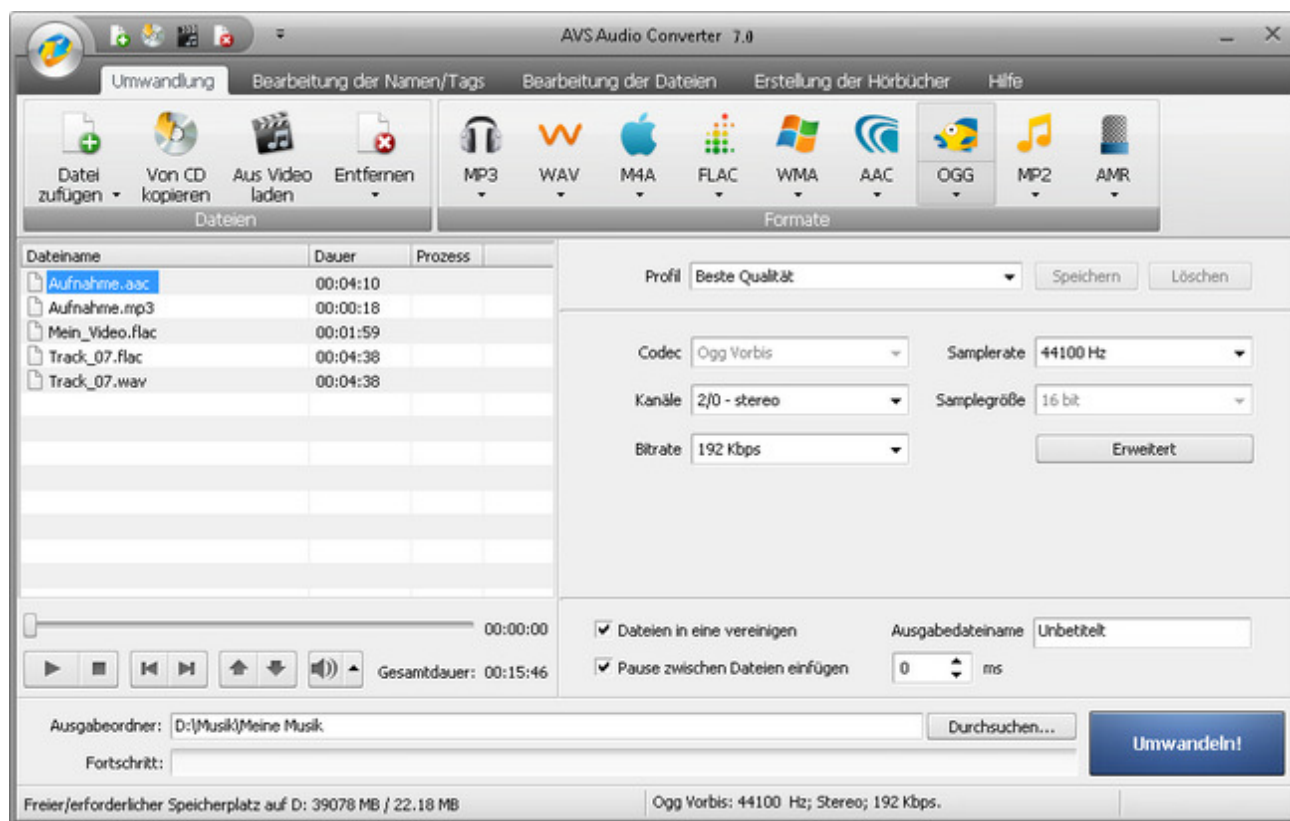 AVS Audio Converter 7.0
Umwandlung Bearbeitung der Namen/Tags Bearbeitung der Dateien Erstellung der Hörbücher Hilfe
Datei zufügen
Von CD kopieren
Aus Video laden
Entfernen
MP3 WAV M4A FLAC WMA AAC OGG MP2 AMR
Dateien
Formate
Dateiname Dauer Prozess
Aufnahme.aac 00:04:10
Aufnahme.mp3 00:00:18
Mein_Video.flac 00:01:59
Track_07.flac 00:04:38
Track_07.wav 00:04:38
Profil Beste Qualität Speichern Löschen
Codec Ogg Vorbis Samplerate 44100 Hz
Kanäle 2/0 - stereo Samplegröße 16 bit
Bitrate 192 Kbps Erweitert
00:00:00
Gesamtdauer: 00:15:46
Dateien in eine vereinigen Ausgabedateiname Unbetitelt
Pause zwischen Dateien einfügen 0 ms
Ausgabeordner: D:\Musik\Meine Musik Durchsuchen...
Fortschritt:
Umwandeln!
Freier/erforderlicher Speicherplatz auf D: 39078 MB / 22.18 MB
Ogg Vorbis: 44100 Hz; Stereo; 192 Kbps.